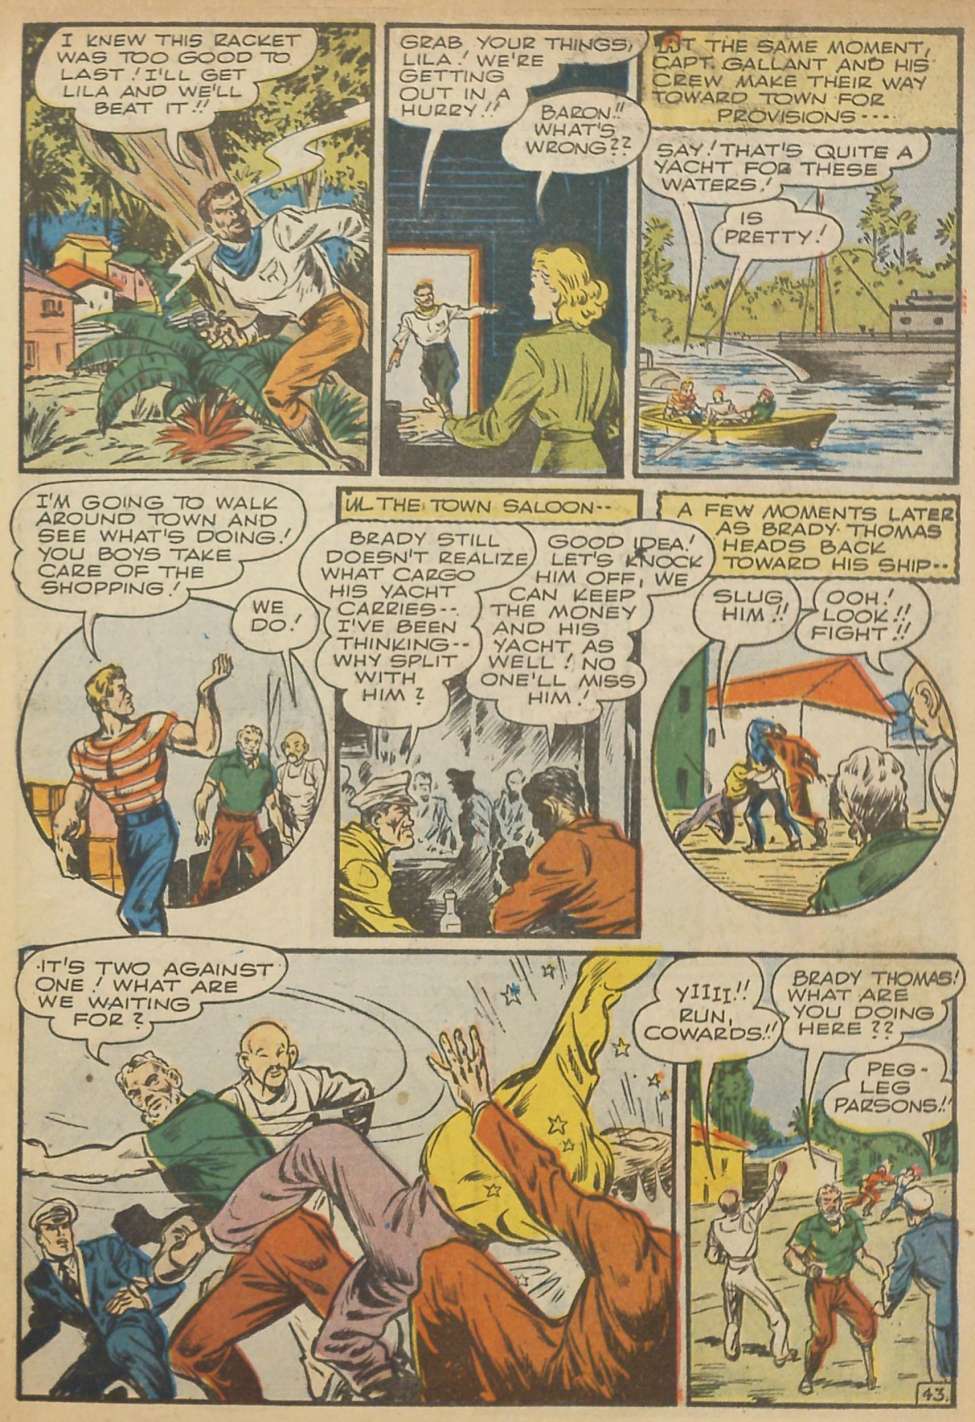 I KNEW THIS RACKET
WAS TOO GOOD TO
LAST! I'LL GET
LILA AND WE'LL
BEAT IT!!
GRAB YOUR THINGS,
LILA! WE'RE
GETTING
OUT IN A
HURRY!!
BARON!!
WHAT'S
WRONG??
AT THE SAME MOMENT,
CAPT. GALLANT AND HIS
CREW MAKE THEIR WAY
TOWARD TOWN FOR
PROVISIONS----
SAY! THAT'S QUITE A
YACHT FOR THESE
WATERS!
IS
PRETTY!
I'M GOING TO WALK
AROUND TOWN AND
SEE WHAT'S DOING!
YOU BOYS TAKE
CARE OF THE
SHOPPING!
WE
DO!
IN THE TOWN SALOON--
BRADY STILL
DOESN'T REALIZE
WHAT CARGO
HIS YACHT
CARRIES--
I'VE BEEN
THINKING--
WHY SPLIT
WITH
HIM?
GOOD IDEA!
LET'S KNOCK
HIM OFF, WE
CAN KEEP
THE MONEY
AND HIS
YACHT AS
WELL! NO
ONE'LL MISS
HIM!
A FEW MOMENTS LATER
AS BRADY THOMAS
HEADS BACK
TOWARD HIS SHIP--
SLUG
HIM!!
OOH!
LOOK!!
FIGHT!!
IT'S TWO AGAINST
ONE! WHAT ARE
WE WAITING
FOR?
YIIII!!
RUN,
COWARDS!!
BRADY THOMAS!
WHAT ARE
YOU DOING
HERE??
PEG-
LEG
PARSONS!!
43